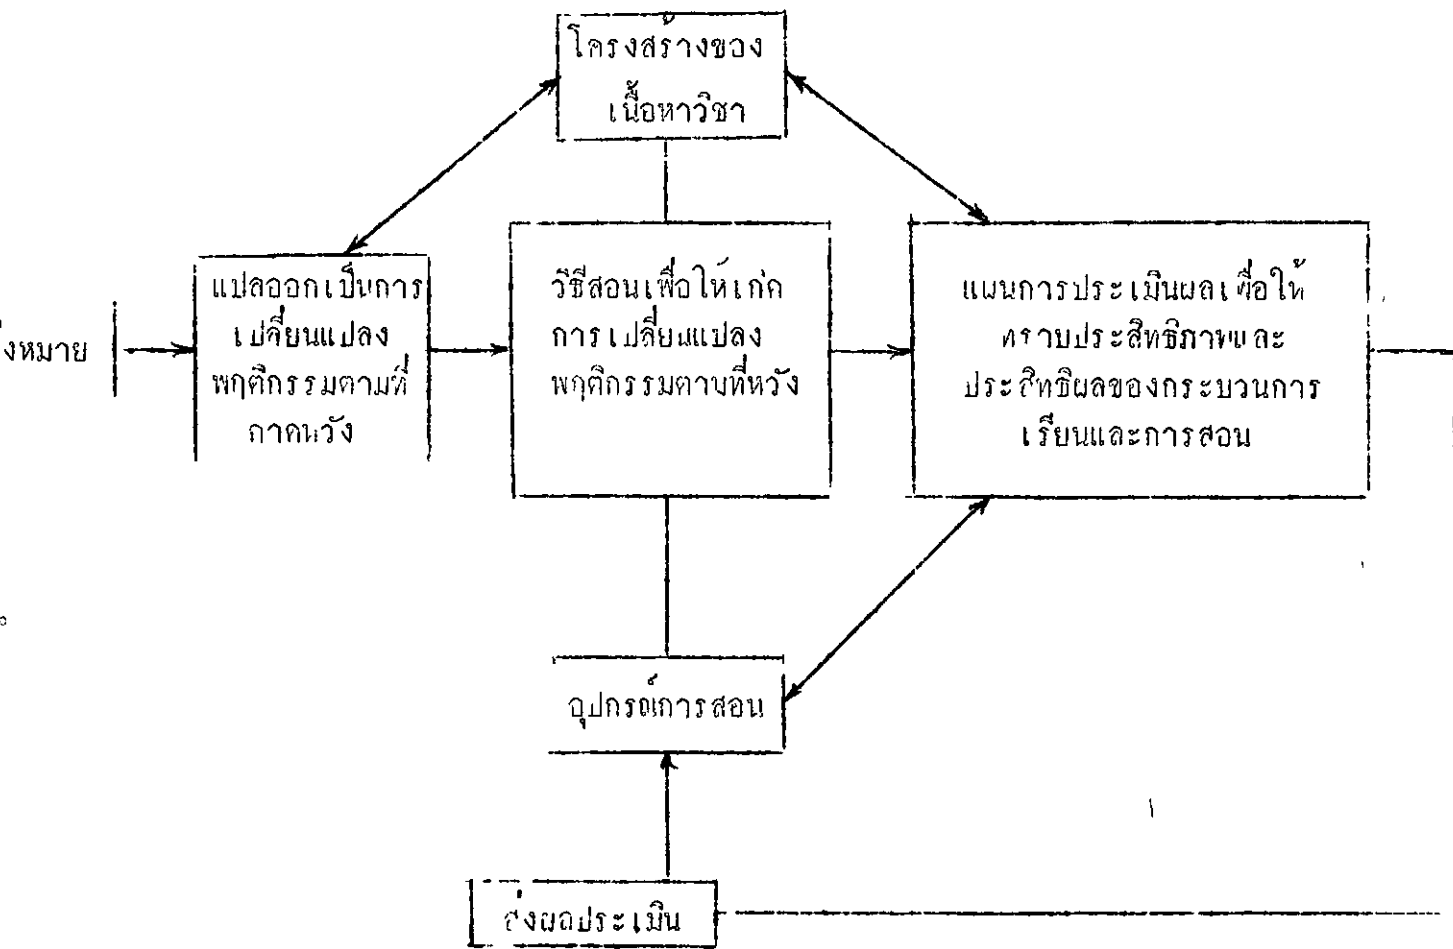 โครงสร้างของ
เนื้อหาวิชา
แปลออกเป็นการ
เปลี่ยนแปลง
พฤติกรรมตามที่
คาดหวัง
วิธีสอนเพื่อให้เกิด
การเปลี่ยนแปลง
พฤติกรรมตามที่หวัง
แผนการประเมินผลเพื่อให้
ทราบประสิทธิภาพและ
ประสิทธิผลของกระบวนการ
เรียนและการสอน
งหมาย
อุปกรณ์การสอน
ส่งผลประเมิน